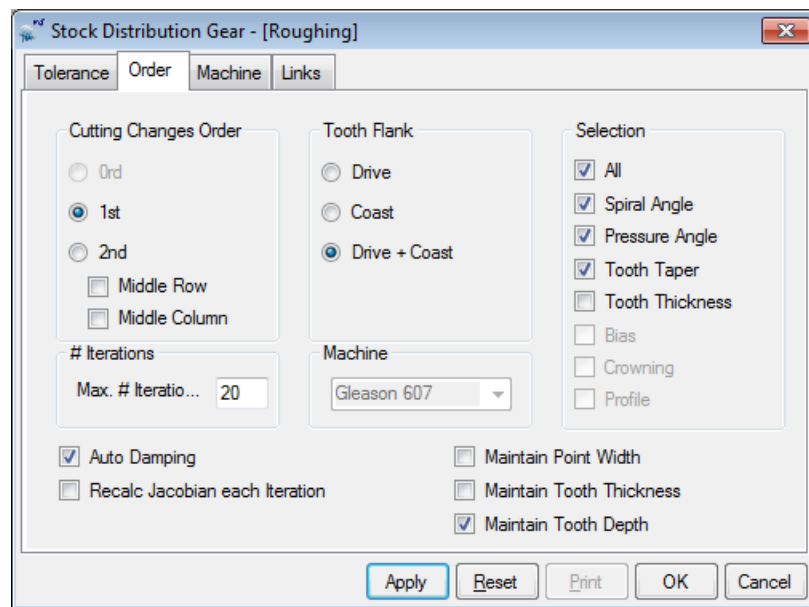 Stock Distribution Gear - [Roughing]
Tolerance Order Machine Links
Cutting Changes Order
0rd
1st
2nd
Middle Row
Middle Column
Tooth Flank
Drive
Coast
Drive + Coast
Selection
All
Spiral Angle
Pressure Angle
Tooth Taper
Tooth Thickness
Bias
Crowning
Profile
# Iterations
Max. # Iteratio... 20
Machine
Gleason 607
Auto Damping
Recalc Jacobian each Iteration
Maintain Point Width
Maintain Tooth Thickness
Maintain Tooth Depth
Apply Reset Print OK Cancel